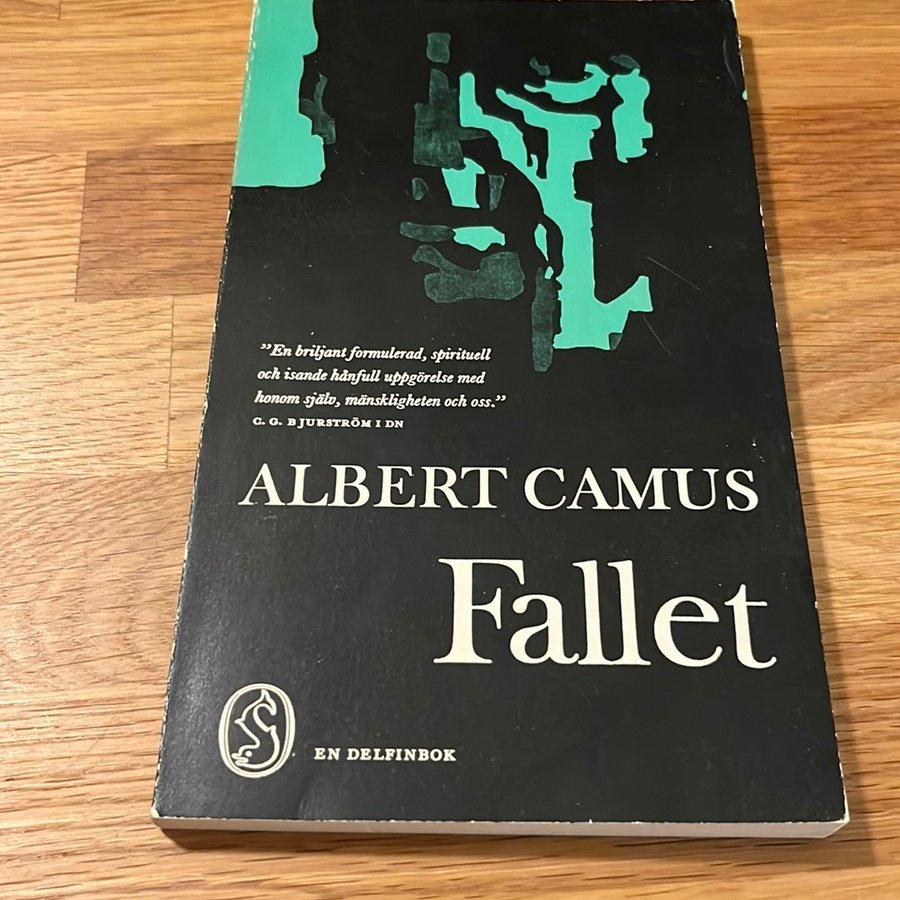 ”En briljant formulerad, spirituell
och isande hånfull uppgörelse med
honom själv, mänskligheten och oss.”
C. G. BJURSTRÖM I DN
ALBERT CAMUS
Fallet
EN DELFINBOK